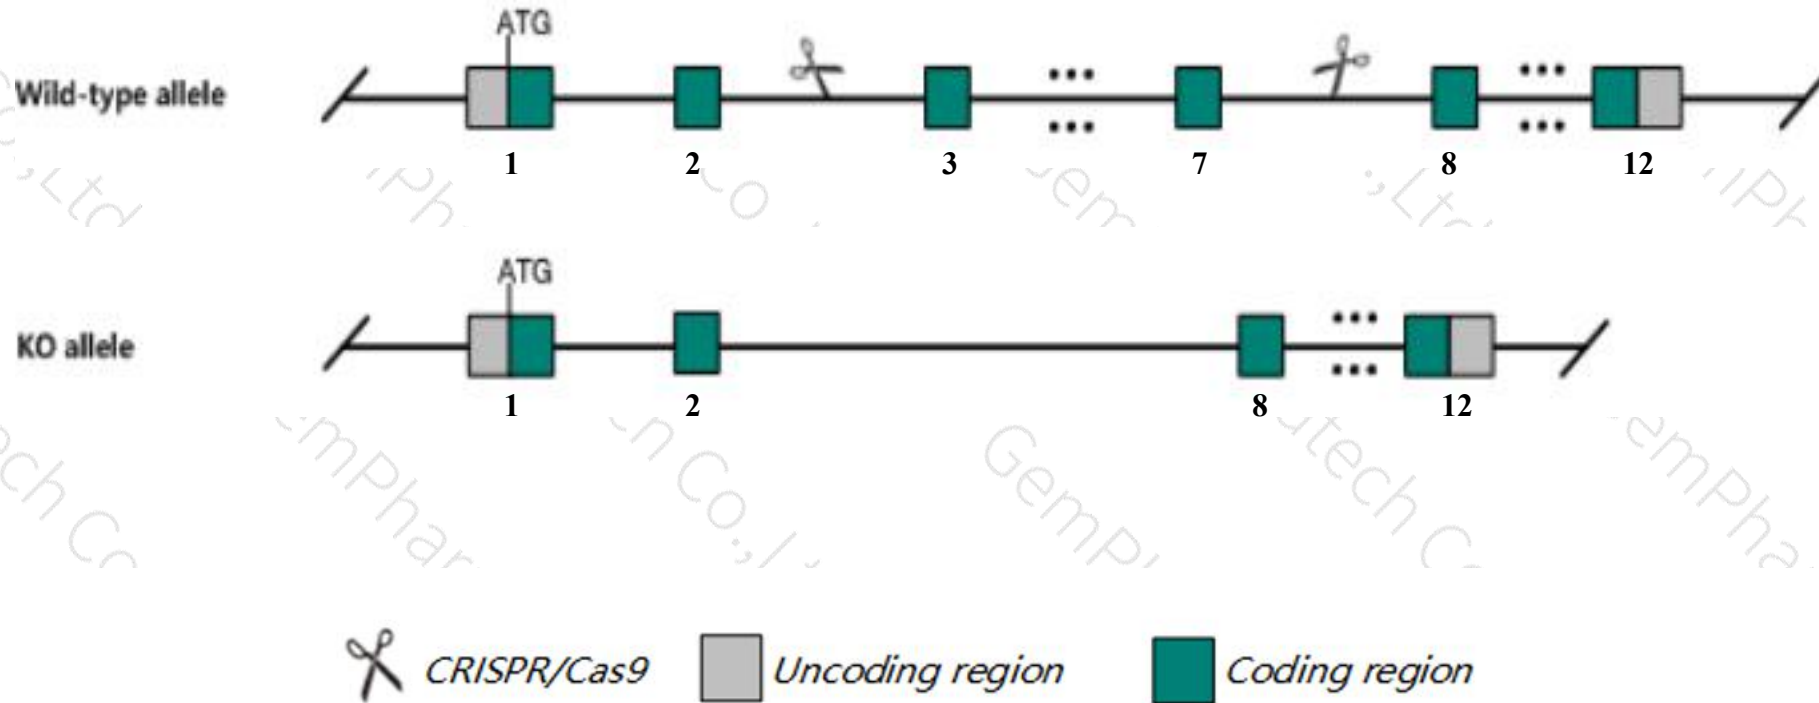 ATG
Wild-type allele
1 2 3 7 8 12
ATG
KO allele
1 2 8 12
CRISPR/Cas9 Uncoding region Coding region
GemPh